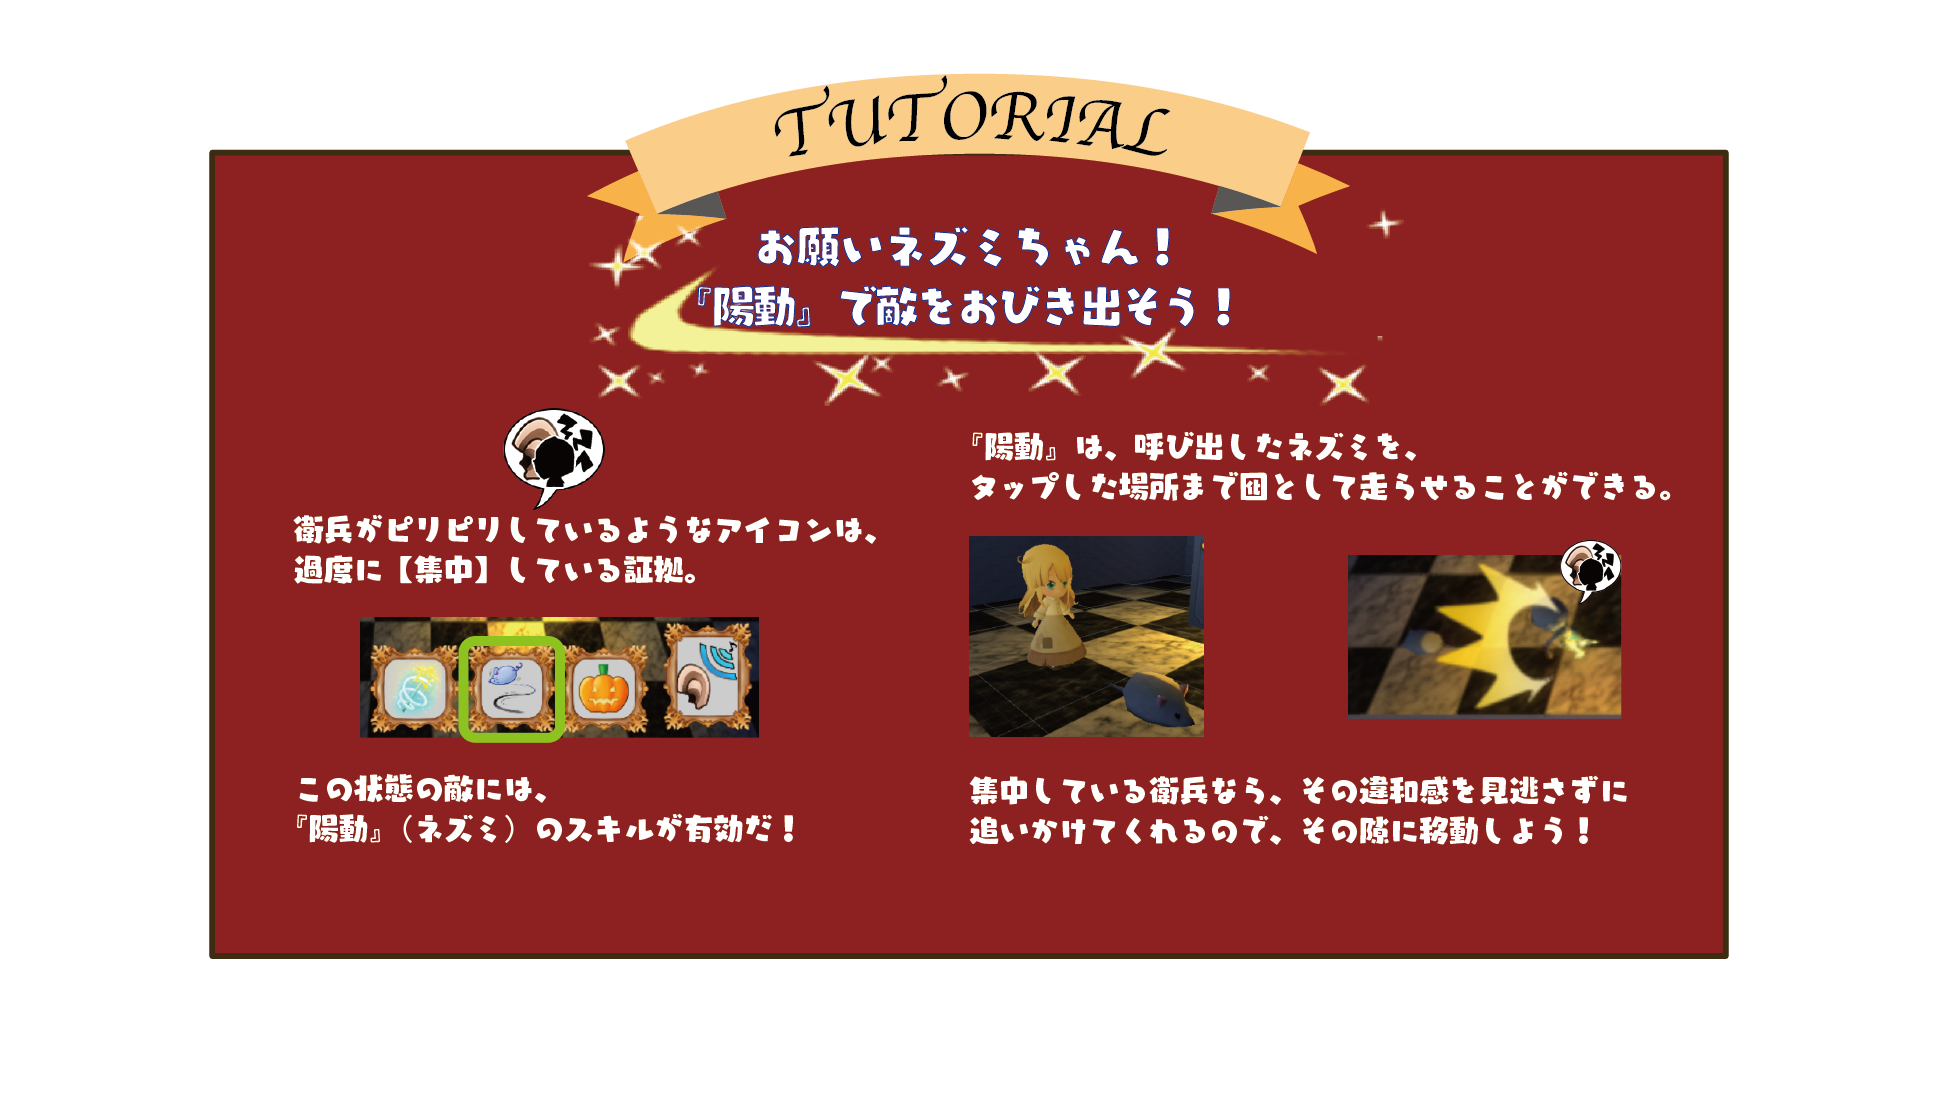 TUTORIAL
お願いネズミちゃん！
『陽動』で敵をおびき出そう！
衛兵がピリピリしているようなアイコンは、
過度に【集中】している証拠。
この状態の敵には、
『陽動』（ネズミ）のスキルが有効だ！
『陽動』は、呼び出したネズミを、
タップした場所まで囮として走らせることができる。
集中している衛兵なら、その違和感を見逃さずに
追いかけてくれるので、その隙に移動しよう！